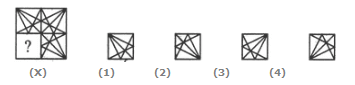 ?
(X) (1) (2) (3) (4)